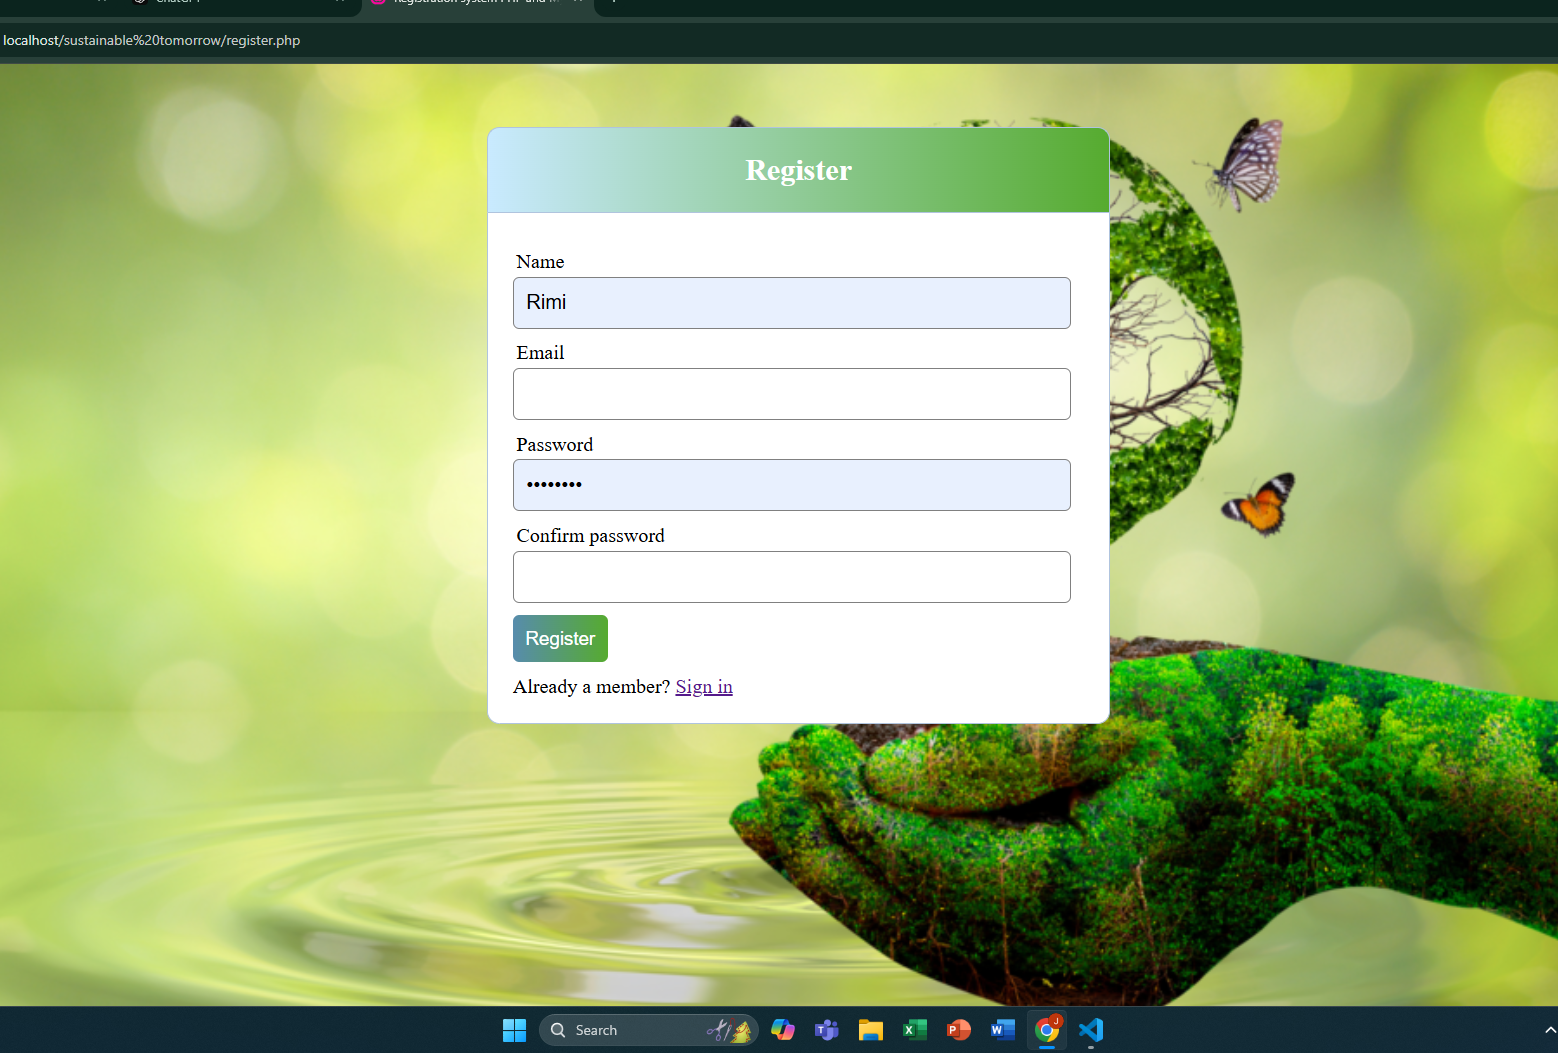 localhost/sustainable%20tomorrow/register.php
Register
Name
Rimi
Email
Password
Confirm password
Register
Already a member? Sign in
Search